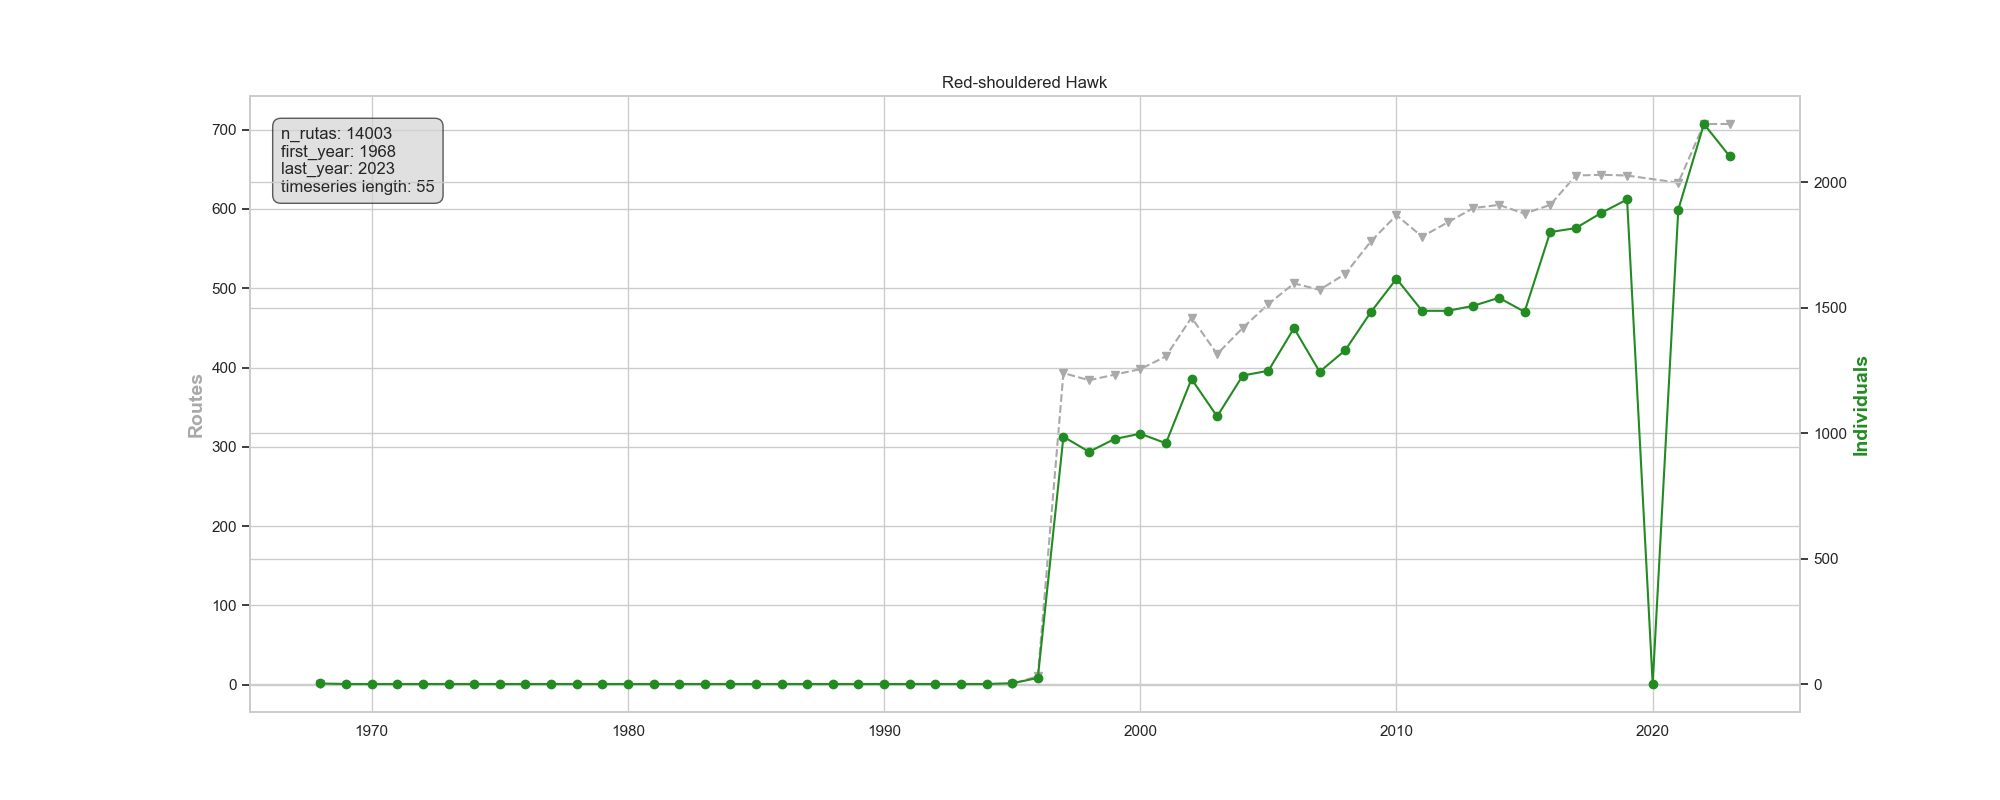 Red-shouldered Hawk
n_rutas: 14003
first_year: 1968
last_year: 2023
timeseries length: 55
700
600
500
400
300
200
100
0
Routes
2000
1500
1000
500
0
Individuals
1970
1980
1990
2000
2010
2020